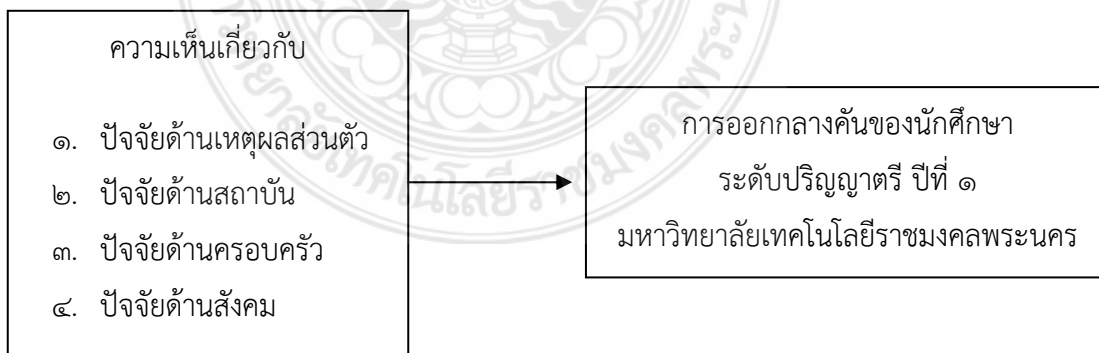 ความเห็นเกี่ยวกับ
๑. ปัจจัยด้านเหตุผลส่วนตัว
๒. ปัจจัยด้านสถาบัน
๓. ปัจจัยด้านครอบครัว
๔. ปัจจัยด้านสังคม
การออกกลางคันของนักศึกษา
ระดับปริญญาตรี ปีที่ ๑
มหาวิทยาลัยเทคโนโลยีราชมงคลพระนคร